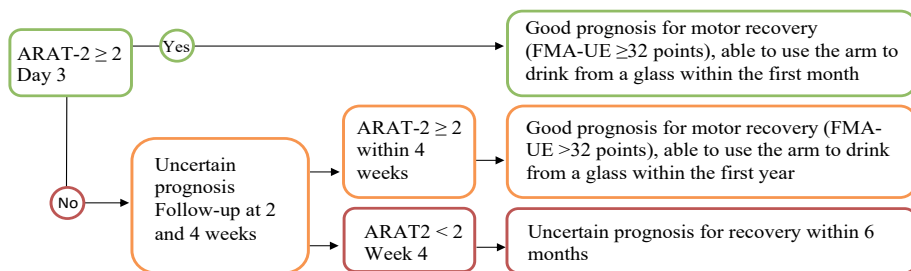 ARAT-2 ≥ 2
Day 3
Yes
Good prognosis for motor recovery
(FMA-UE ≥32 points), able to use the arm to
drink from a glass within the first month
No
Uncertain
prognosis
Follow-up at 2
and 4 weeks
ARAT-2 ≥ 2
within 4
weeks
Good prognosis for motor recovery (FMA-
UE >32 points), able to use the arm to drink
from a glass within the first year
ARAT2 < 2
Week 4
Uncertain prognosis for recovery within 6
months